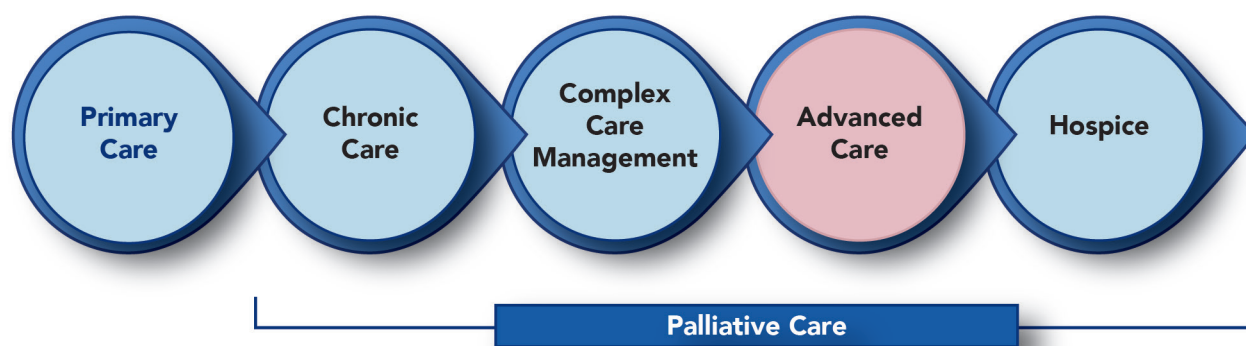 Primary
Care
Chronic
Care
Complex
Care
Management
Advanced
Care
Hospice
Palliative Care